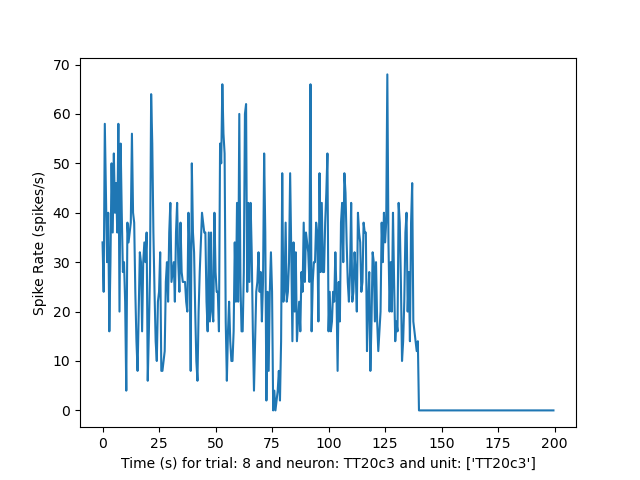 70
60
50
40
30
20
10
0
Spike Rate (spikes/s)
0 25 50 75 100 125 150 175 200
Time (s) for trial: 8 and neuron: TT20c3 and unit: ['TT20c3']